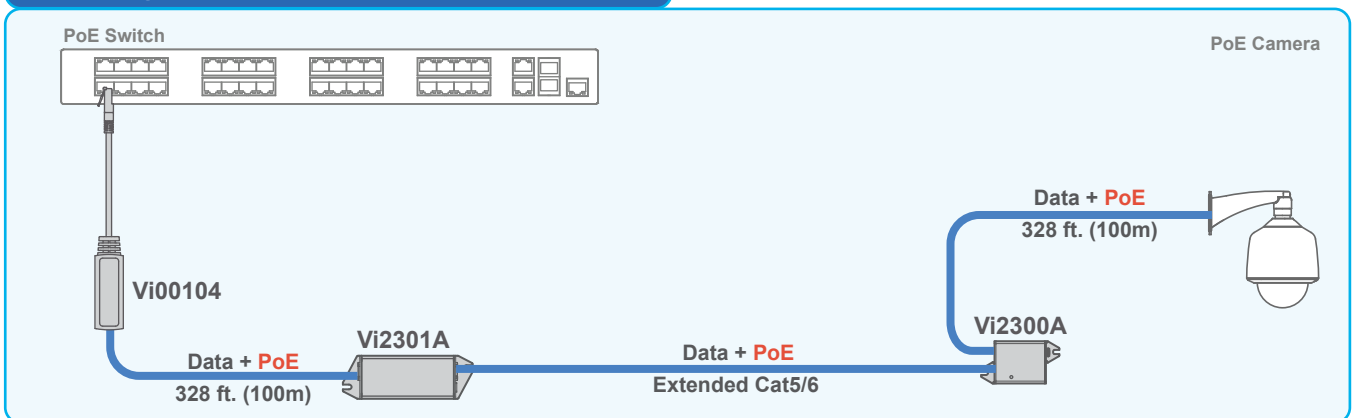 PoE Switch
PoE Camera
Data + PoE
328 ft. (100m)
Vi00104
Vi2301A
Vi2300A
Data + PoE
328 ft. (100m)
Data + PoE
Extended Cat5/6